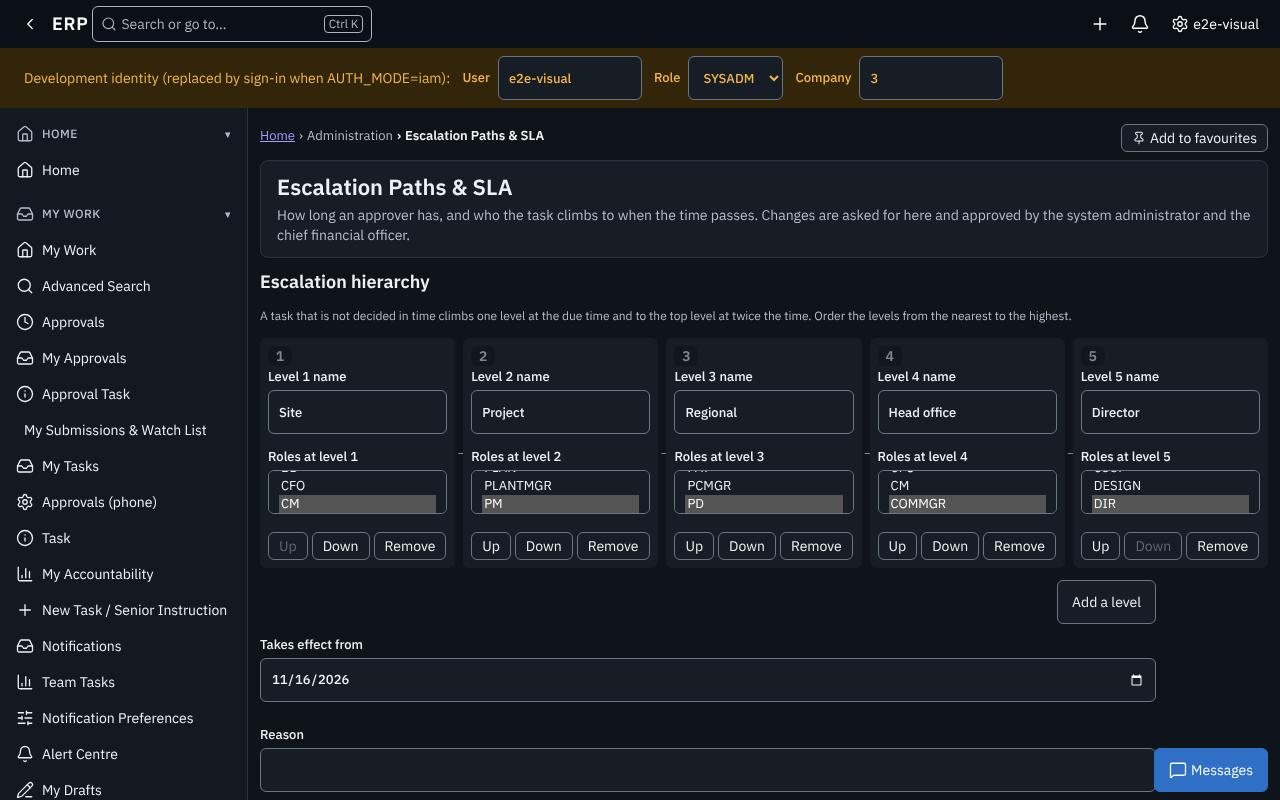 ERP
Search or go to...
Ctrl K
e2e-visual
Development identity (replaced by sign-in when AUTH_MODE=iam):
User
e2e-visual
Role
SYSADM
Company
3
HOME
Home
MY WORK
My Work
Advanced Search
Approvals
My Approvals
Approval Task
My Submissions & Watch List
My Tasks
Approvals (phone)
Task
My Accountability
New Task / Senior Instruction
Notifications
Team Tasks
Notification Preferences
Alert Centre
My Drafts
Home › Administration › Escalation Paths & SLA
Add to favourites
Escalation Paths & SLA
How long an approver has, and who the task climbs to when the time passes. Changes are asked for here and approved by the system administrator and the
chief financial officer.
Escalation hierarchy
A task that is not decided in time climbs one level at the due time and to the top level at twice the time. Order the levels from the nearest to the highest.
1
Level 1 name
Site
Roles at level 1
CFO
CM
Up
Down
Remove
2
Level 2 name
Project
Roles at level 2
PLANTMGR
PM
Up
Down
Remove
3
Level 3 name
Regional
Roles at level 3
PCMGR
PD
Up
Down
Remove
4
Level 4 name
Head office
Roles at level 4
CM
COMMGR
Up
Down
Remove
5
Level 5 name
Director
Roles at level 5
DESIGN
DIR
Up
Down
Remove
Add a level
Takes effect from
11/16/2026
Reason
Messages